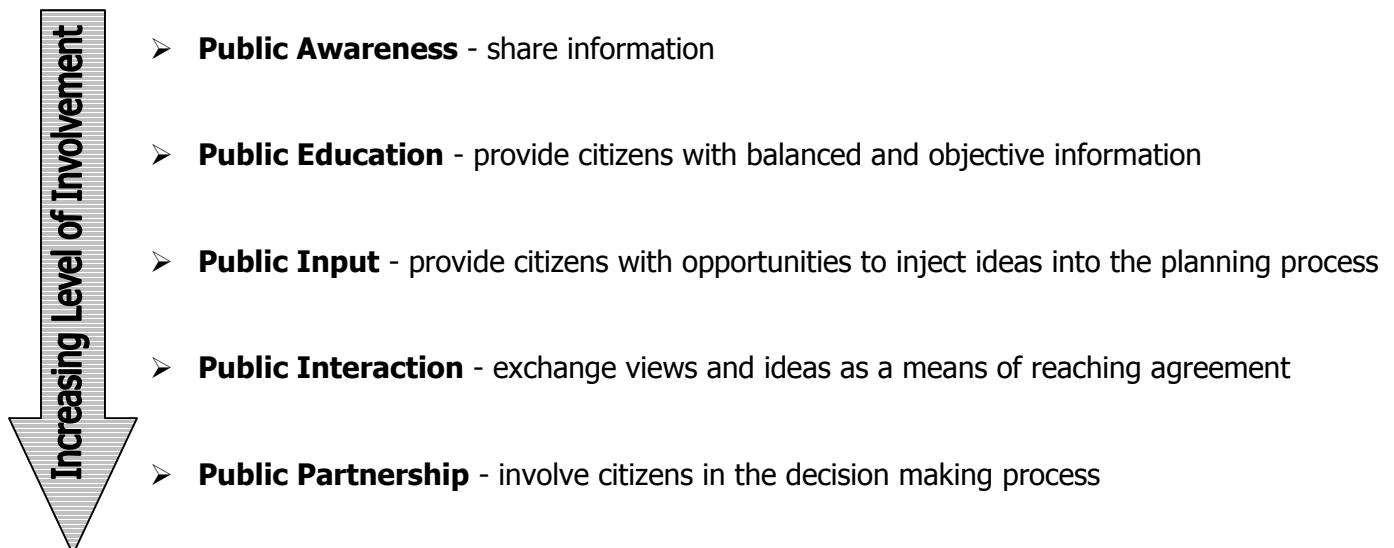 Increasing Level of Involvement
➢ Public Awareness - share information
➢ Public Education - provide citizens with balanced and objective information
➢ Public Input - provide citizens with opportunities to inject ideas into the planning process
➢ Public Interaction - exchange views and ideas as a means of reaching agreement
➢ Public Partnership - involve citizens in the decision making process